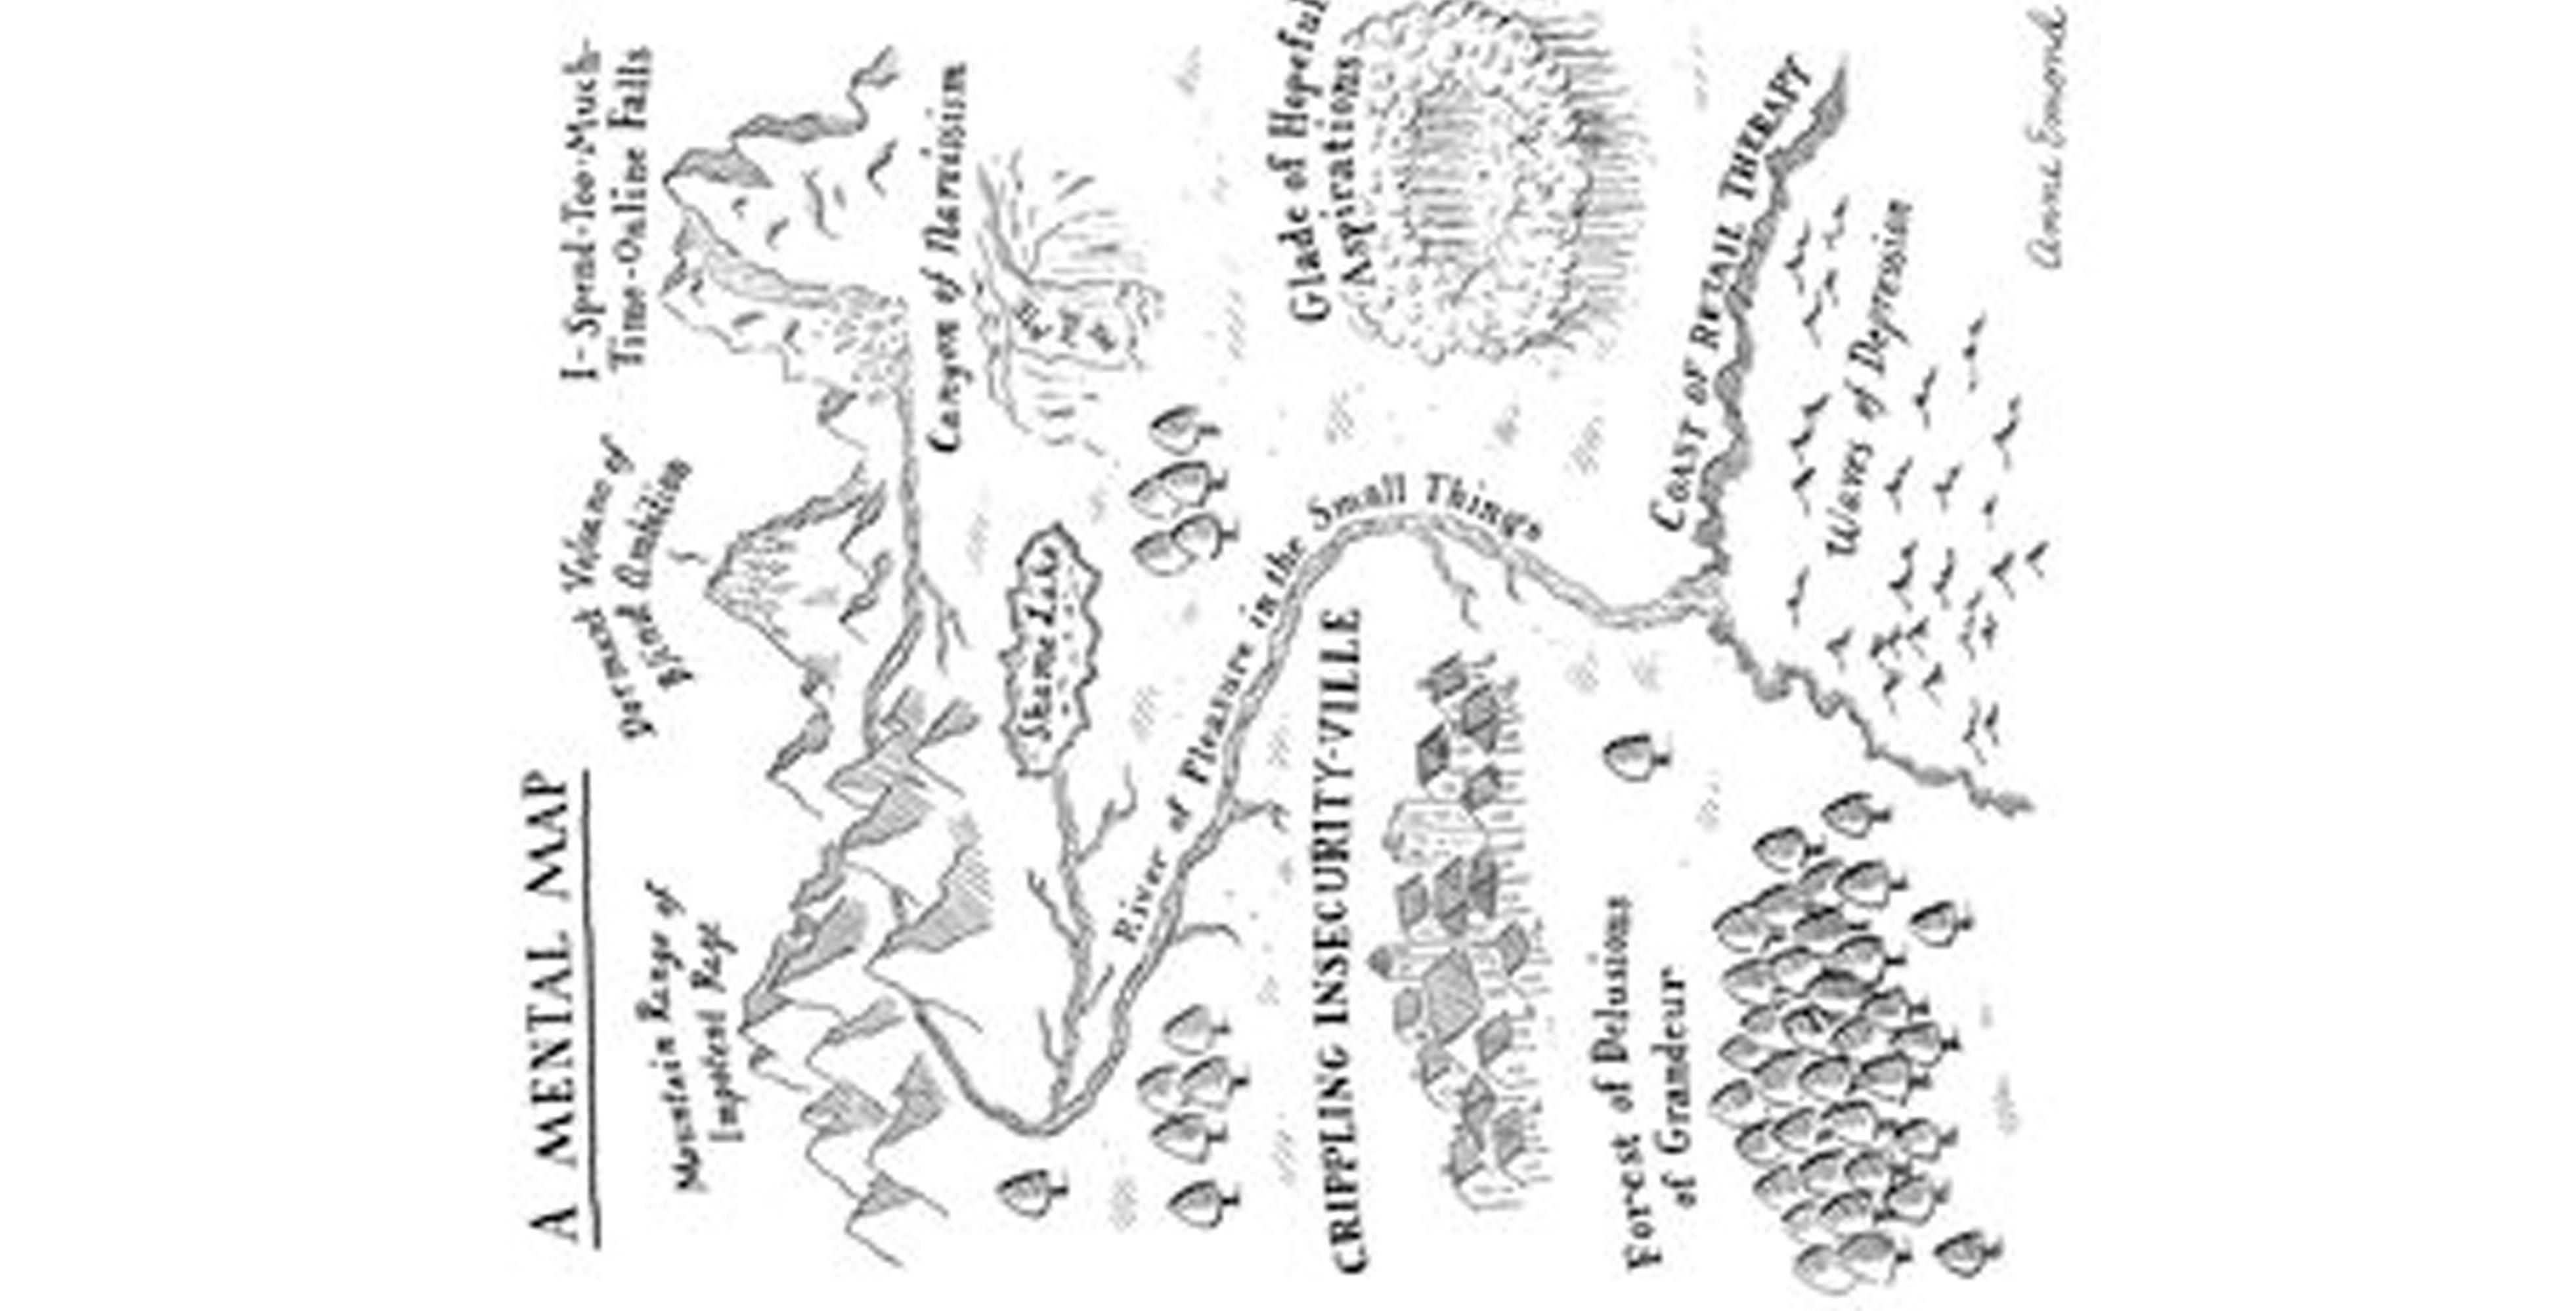 A MENTAL MAP
Mountain Range of
Impotent Rage
Dormant Volcano of
Blind Ambition
I-Spend-Too-Much-
Time-Online Falls
Canyon of Narcissism
Shame Lake
River of Pleasure in the Small Things
Glade of Hopeful
Aspirations
CRIPPLING INSECURITY-VILLE
COAST OF RETAIL THERAPY
Forest of Delusions
of Grandeur
Waves of Depression
Anne Emond